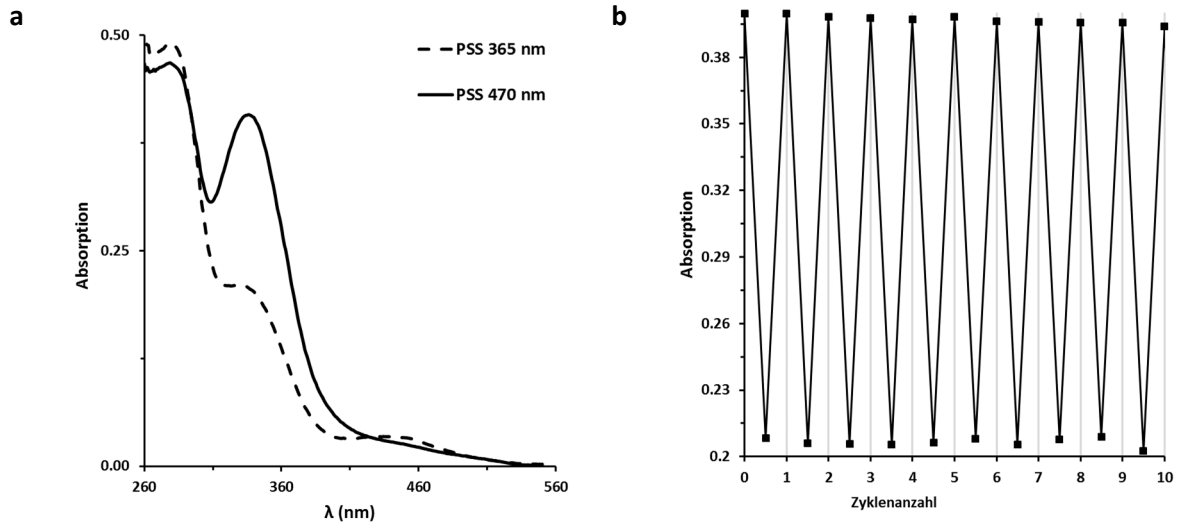 a
0.50
0.25
0.00
Absorption
260
360
460
560
λ (nm)
PSS 365 nm
PSS 470 nm
b
0.38
0.35
0.32
0.29
0.26
0.23
0.2
Absorption
0 1 2 3 4 5 6 7 8 9 10
Zyklenanzahl